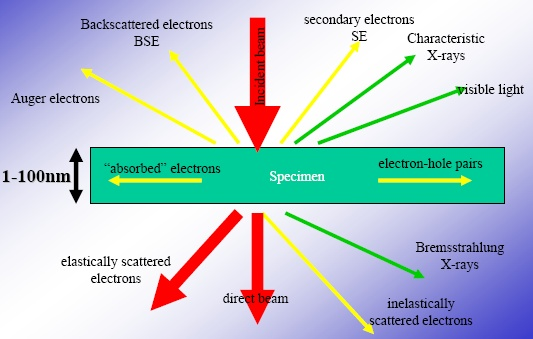 Backscattered electrons
BSE
secondary electrons
SE
Characteristic
X-rays
Incident beam
visible light
Auger electrons
1-100nm
“absorbed” electrons
Specimen
electron-hole pairs
elastically scattered
electrons
direct beam
Bremsstrahlung
X-rays
inelastically
scattered electrons